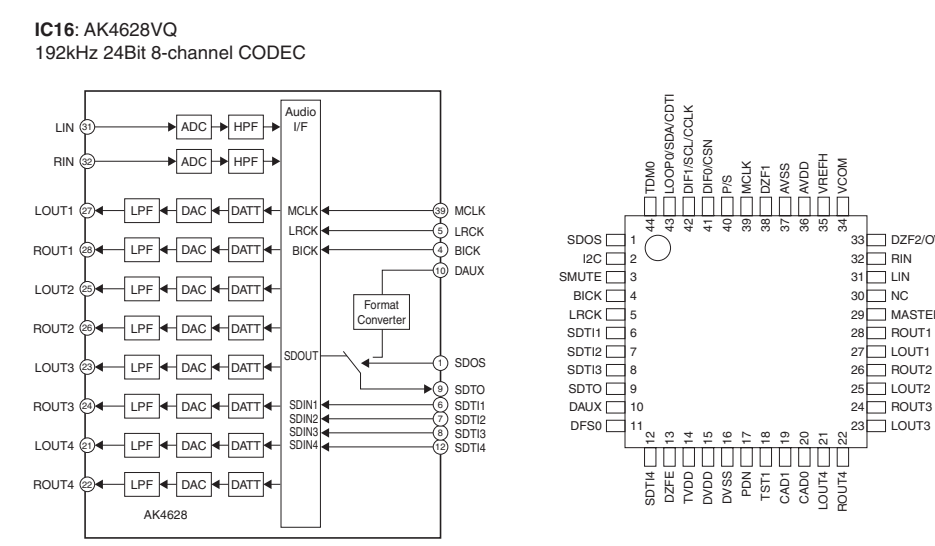 IC16: AK4628VQ
192kHz 24Bit 8-channel CODEC
Audio
I/F
LIN 31 ADC HPF
RIN 32 ADC HPF
LOUT1 27 LPF DAC DATT MCLK 39 MCLK
LRCK 5 LRCK
ROUT1 28 LPF DAC DATT BICK 4 BICK
10 DAUX
LOUT2 25 LPF DAC DATT
Format
Converter
ROUT2 26 LPF DAC DATT
SDOUT
LOUT3 23 LPF DAC DATT 1 SDOS
9 SDTO
ROUT3 24 LPF DAC DATT SDIN1 6 SDTI1
SDIN2 7 SDTI2
SDIN3 8 SDTI3
LOUT4 21 LPF DAC DATT SDIN4 12 SDTI4
ROUT4 22 LPF DAC DATT
AK4628
44 TDM0
43 LOOP0/SDA/CDTI
42 DIF1/SCL/CCLK
41 DIF0/CSN
40 P/S
39 MCLK
38 DZF1
37 AVSS
36 AVDD
35 VREFH
34 VCOM
SDOS 1
I2C 2
SMUTE 3
BICK 4
LRCK 5
SDTI1 6
SDTI2 7
SDTI3 8
SDTO 9
DAUX 10
DFS0 11
33 DZF2/O
32 RIN
31 LIN
30 NC
29 MASTE
28 ROUT1
27 LOUT1
26 ROUT2
25 LOUT2
24 ROUT3
23 LOUT3
12 SDTI4
13 DZFE
14 TVDD
15 DVDD
16 DVSS
17 PDN
18 TST1
19 CAD1
20 CAD0
21 LOUT4
22 ROUT4